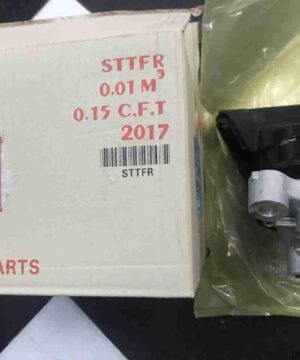 STTFR
0.01 M³
0.15 C.F.T
2017
STTFR
ARTS